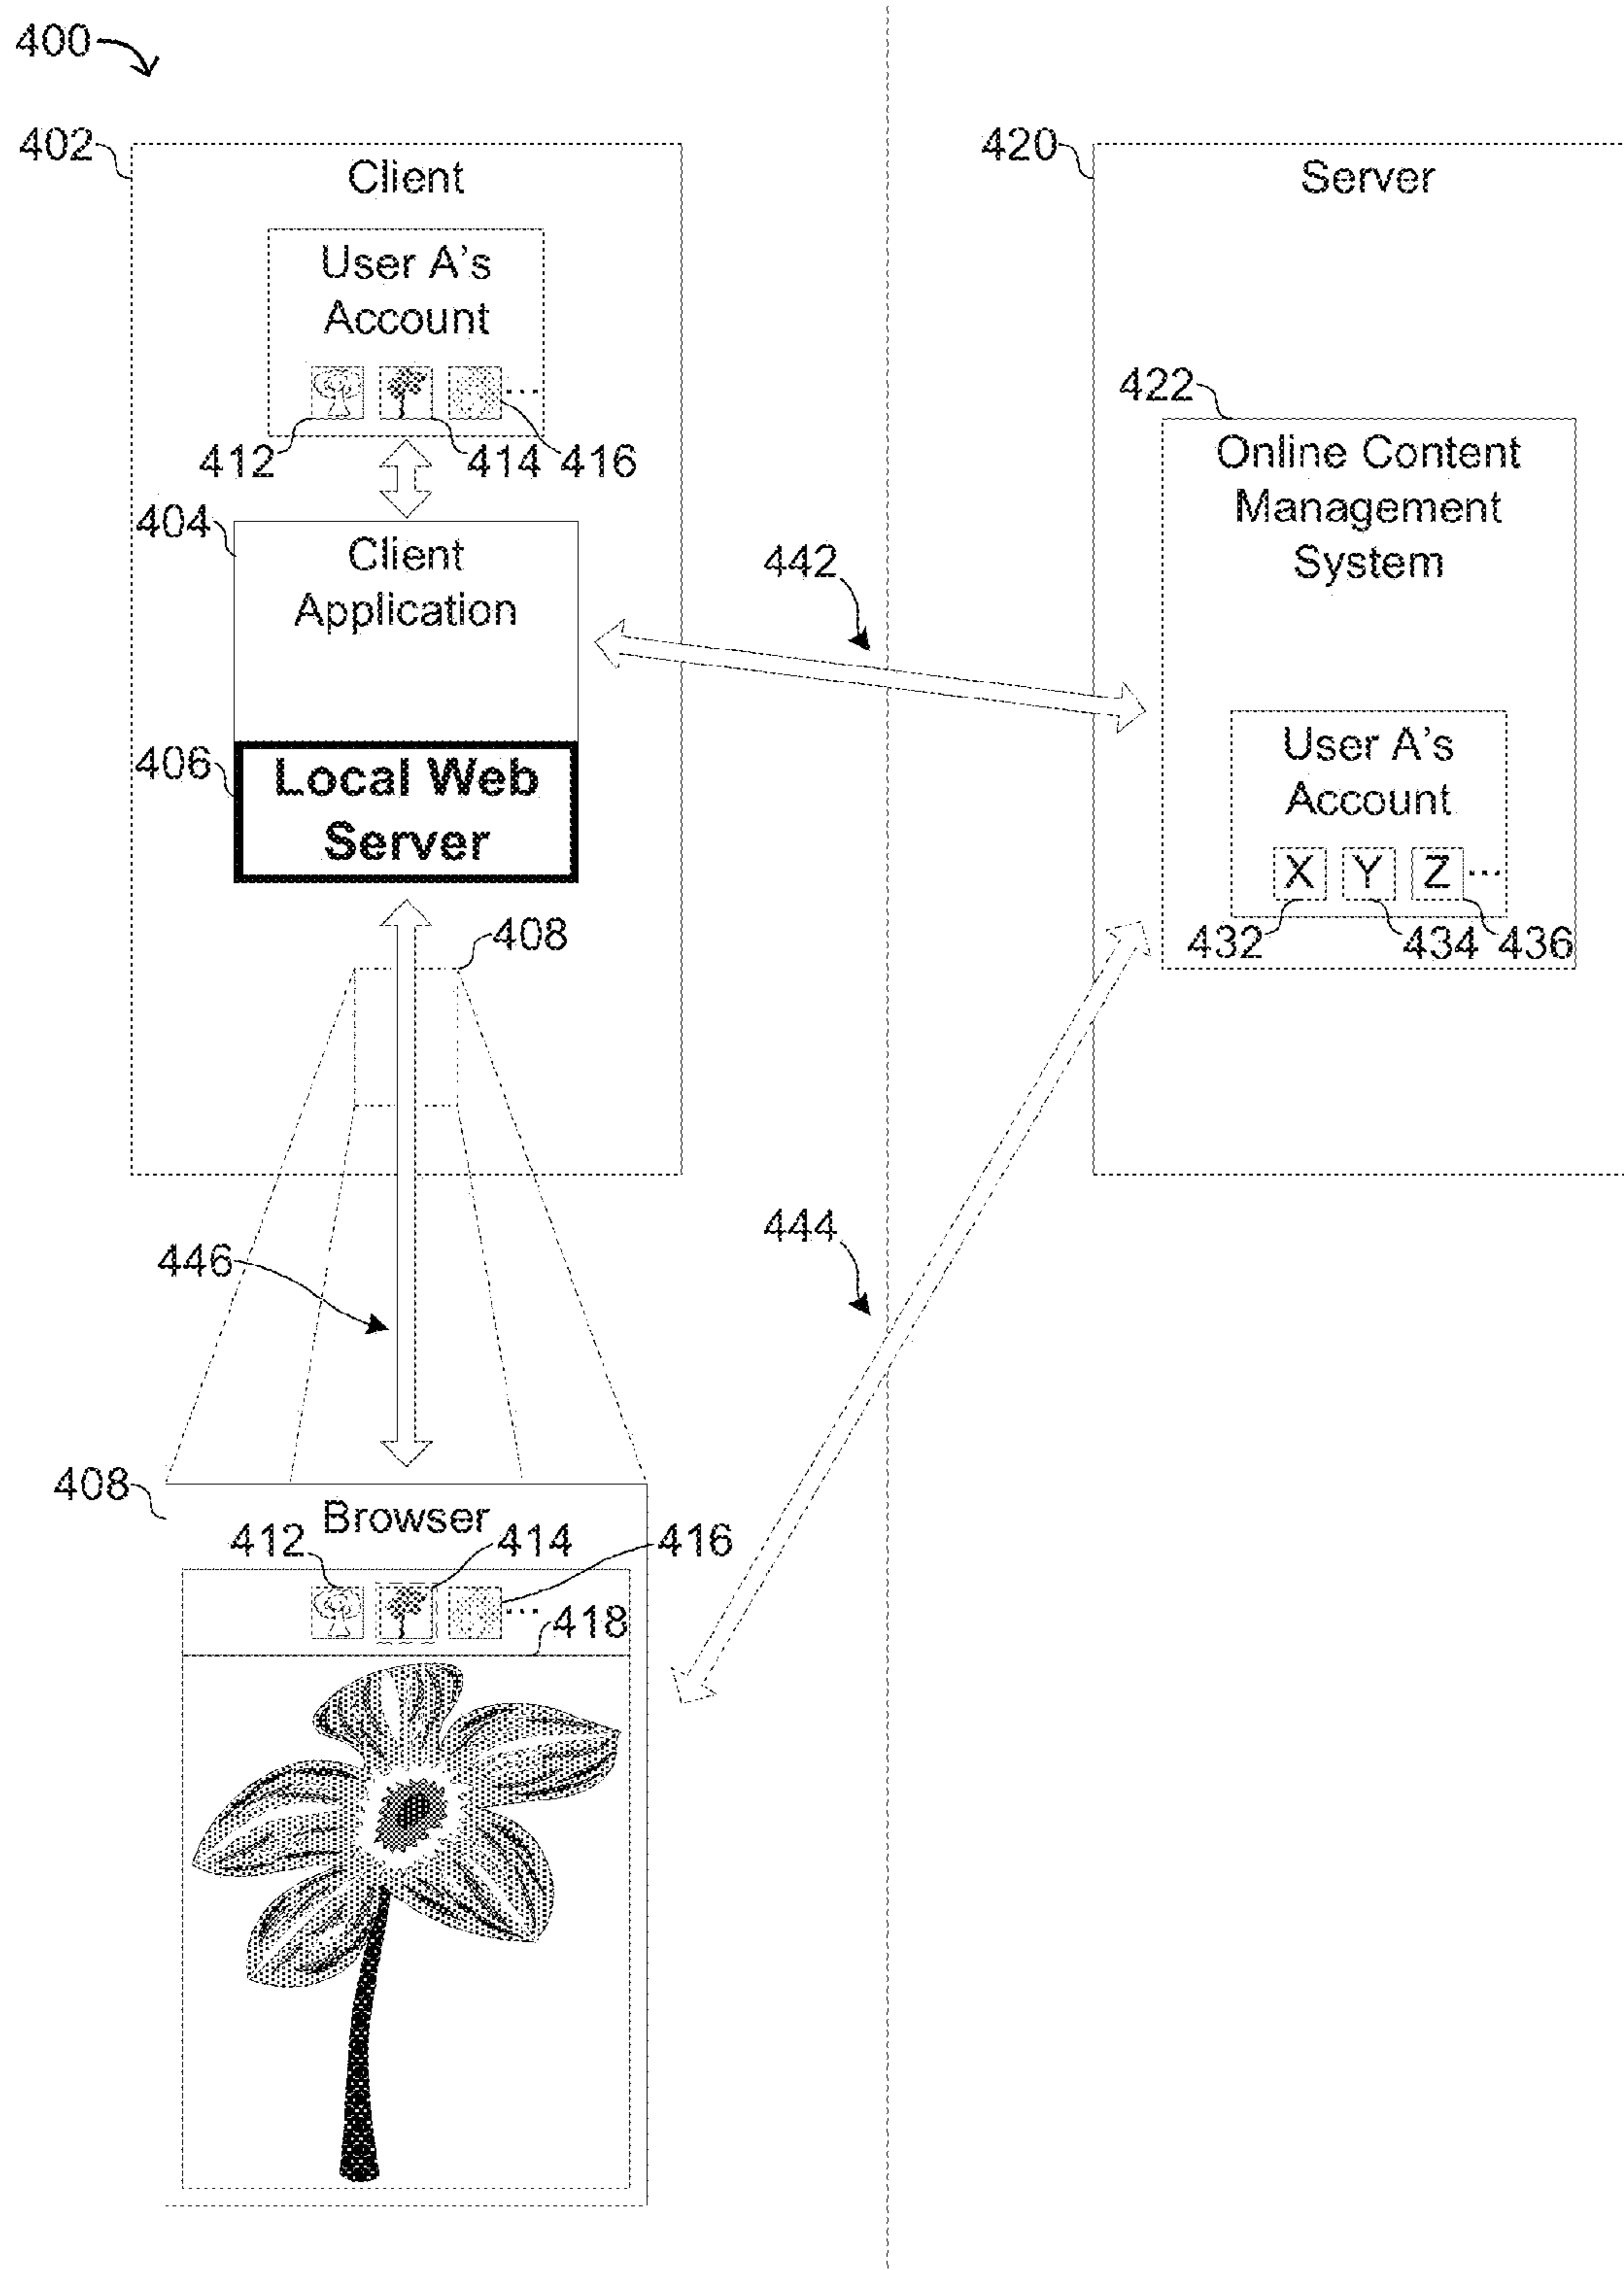 400
402
Client
420
Server
User A's
Account
412
414
416
422
Online Content
Management
System
404
Client
Application
442
406
Local Web
Server
User A's
Account
X Y Z ...
432
434
436
408
446
444
408
Browser
412
414
416
418